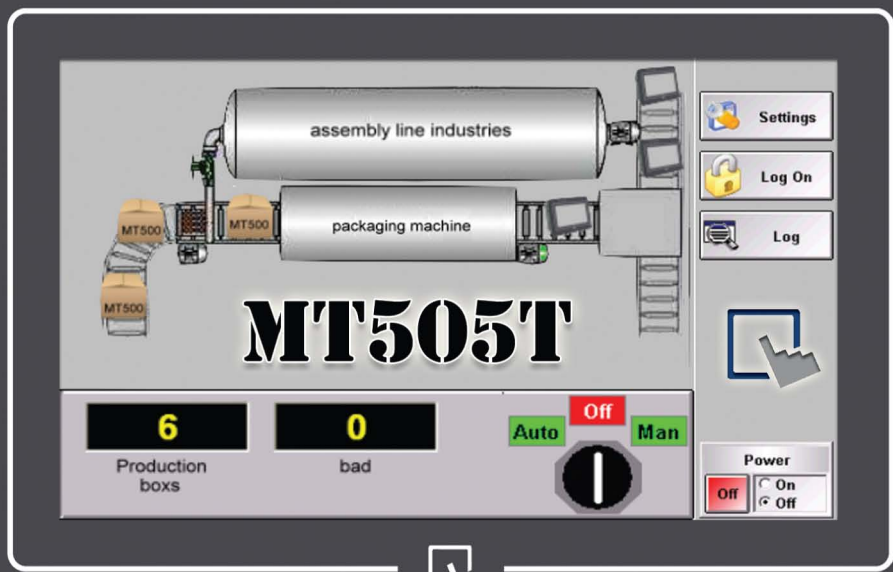 assembly line industries
Settings
Log On
MT500
MT500
packaging machine
Log
MT500
MT505T
6
0
Auto
Off
Man
Production
boxs
bad
Power
Off
On
Off